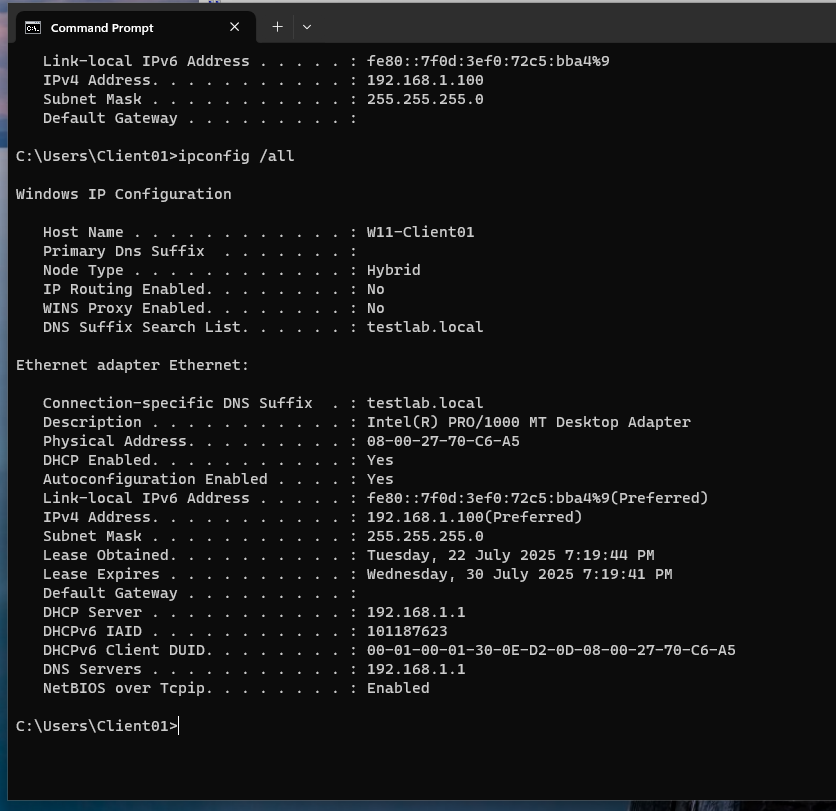 Command Prompt
Link-local IPv6 Address . . . . . : fe80::7f0d:3ef0:72c5:bba4%9
IPv4 Address. . . . . . . . . . . : 192.168.1.100
Subnet Mask . . . . . . . . . . . : 255.255.255.0
Default Gateway . . . . . . . . . :
C:\Users\Client01>ipconfig /all
Windows IP Configuration
Host Name . . . . . . . . . . . . : W11-Client01
Primary Dns Suffix  . . . . . . . :
Node Type . . . . . . . . . . . . : Hybrid
IP Routing Enabled. . . . . . . . : No
WINS Proxy Enabled. . . . . . . . : No
DNS Suffix Search List. . . . . . : testlab.local
Ethernet adapter Ethernet:
Connection-specific DNS Suffix  . : testlab.local
Description . . . . . . . . . . . : Intel(R) PRO/1000 MT Desktop Adapter
Physical Address. . . . . . . . . : 08-00-27-70-C6-A5
DHCP Enabled. . . . . . . . . . . : Yes
Autoconfiguration Enabled . . . . : Yes
Link-local IPv6 Address . . . . . : fe80::7f0d:3ef0:72c5:bba4%9(Preferred)
IPv4 Address. . . . . . . . . . . : 192.168.1.100(Preferred)
Subnet Mask . . . . . . . . . . . : 255.255.255.0
Lease Obtained. . . . . . . . . . : Tuesday, 22 July 2025 7:19:44 PM
Lease Expires . . . . . . . . . . : Wednesday, 30 July 2025 7:19:41 PM
Default Gateway . . . . . . . . . :
DHCP Server . . . . . . . . . . . : 192.168.1.1
DHCPv6 IAID . . . . . . . . . . . : 101187623
DHCPv6 Client DUID. . . . . . . . : 00-01-00-01-30-0E-D2-0D-08-00-27-70-C6-A5
DNS Servers . . . . . . . . . . . : 192.168.1.1
NetBIOS over Tcpip. . . . . . . . : Enabled
C:\Users\Client01>